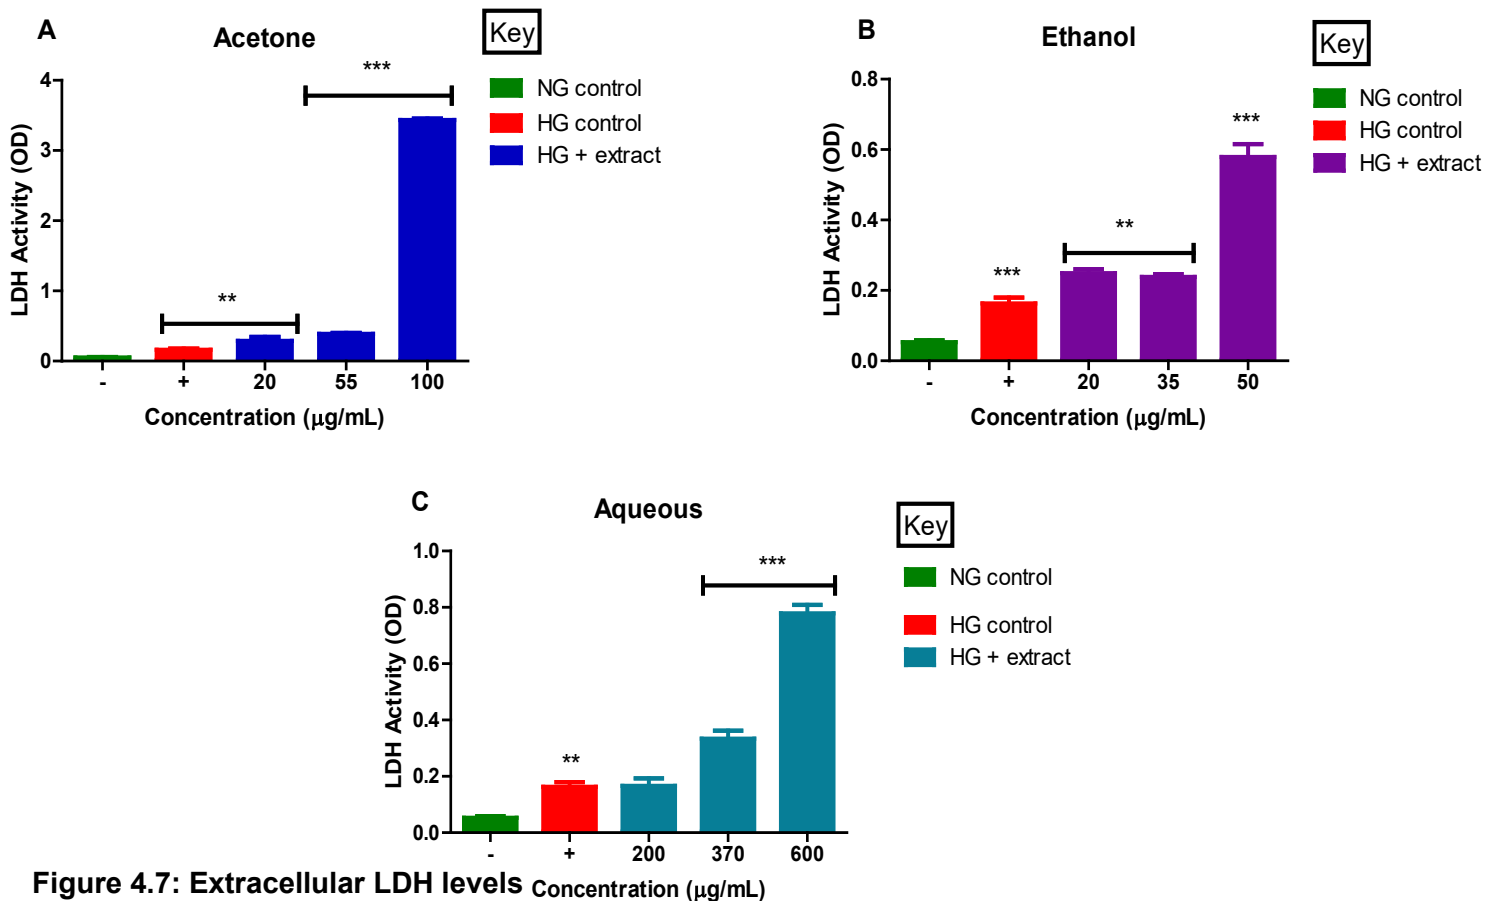 A
Acetone
Key
NG control
HG control
HG + extract
***
**
LDH Activity (OD)
4
3
2
1
0
- + 20 55 100
Concentration (µg/mL)
B
Ethanol
Key
NG control
HG control
HG + extract
***
***
**
LDH Activity (OD)
0.8
0.6
0.4
0.2
0.0
- + 20 35 50
Concentration (µg/mL)
C
Aqueous
Key
NG control
HG control
HG + extract
***
**
LDH Activity (OD)
1.0
0.8
0.6
0.4
0.2
0.0
- + 200 370 600
Concentration (µg/mL)
Figure 4.7: Extracellular LDH levels